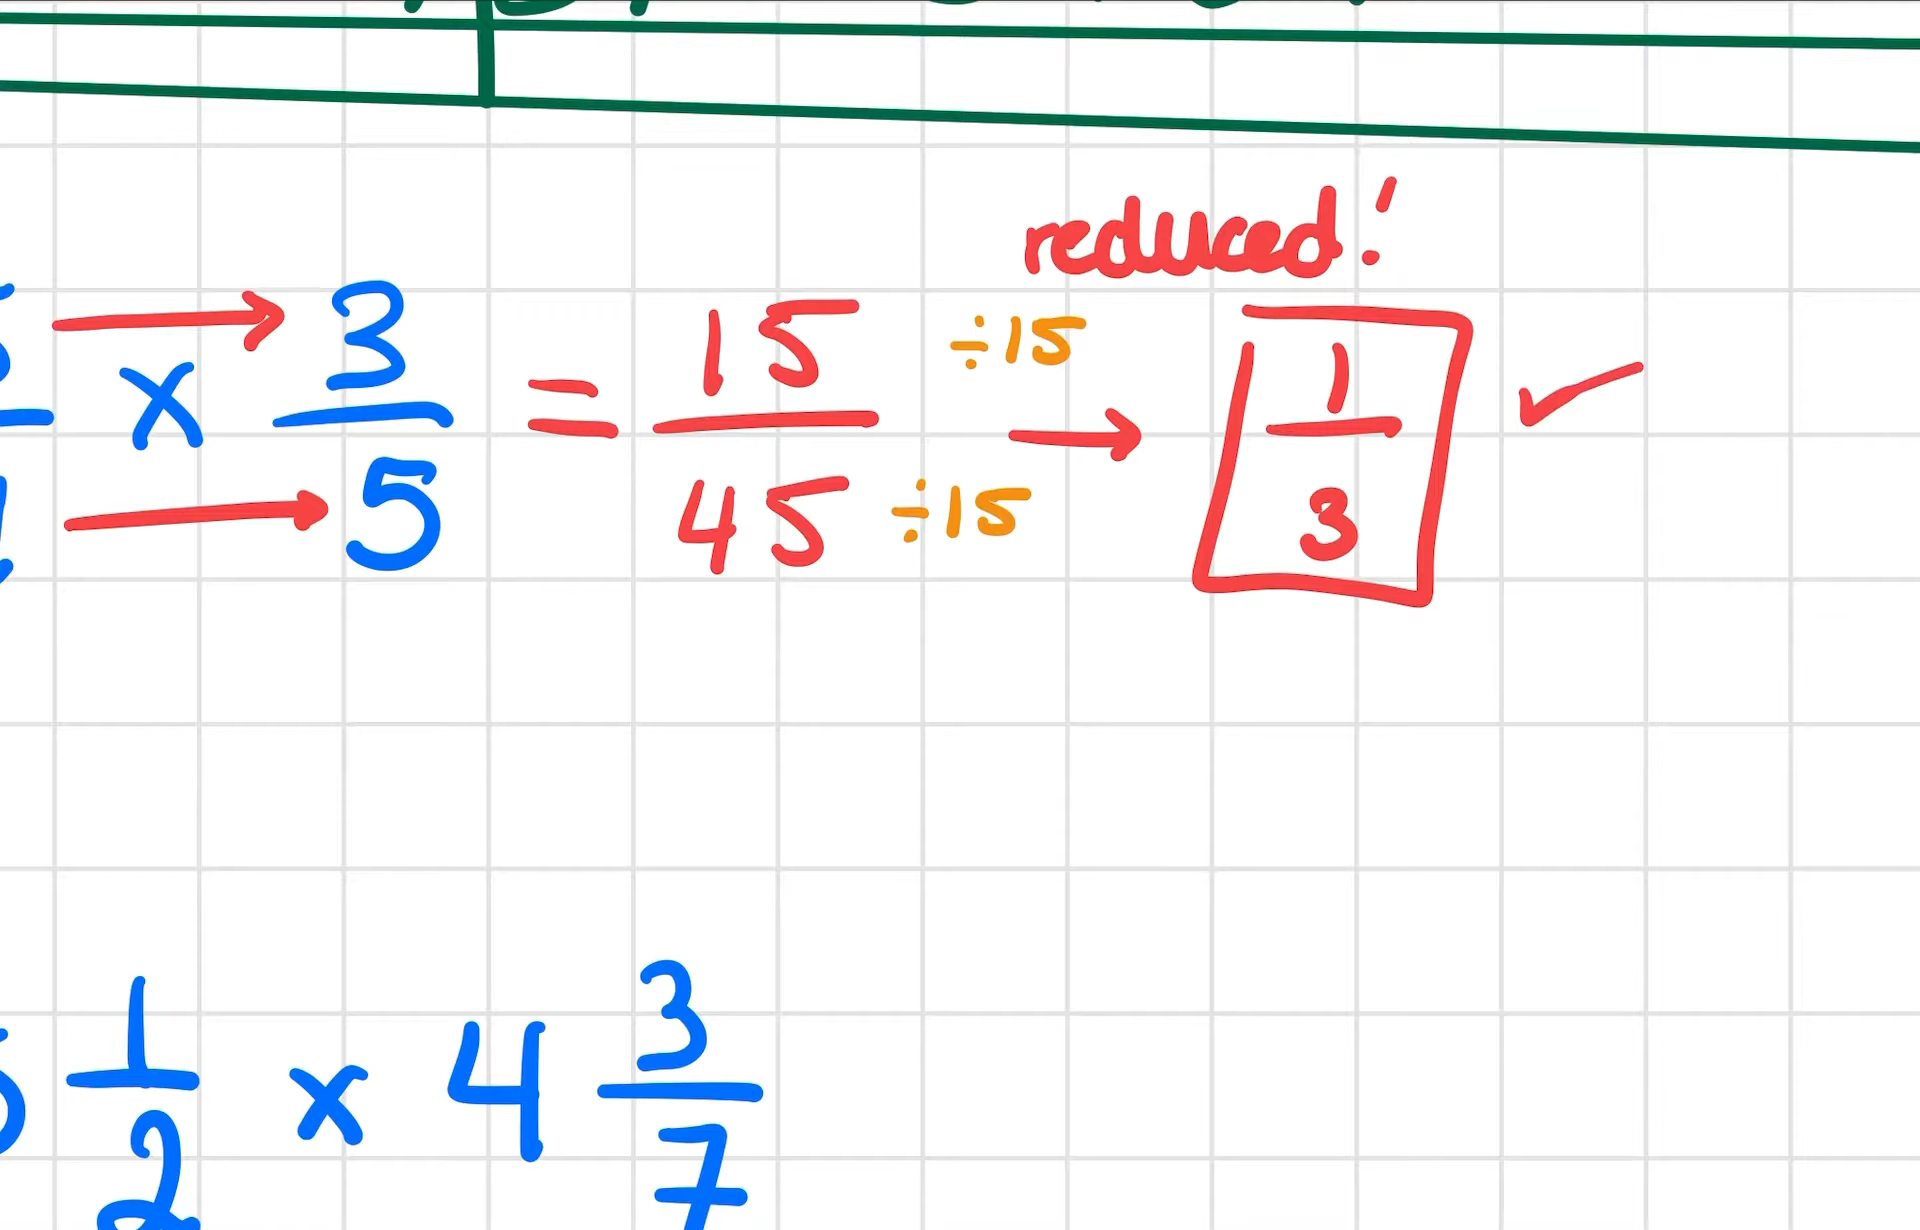 reduced!
× 3/5 = 15/45 ÷15 ÷15 → 1/3 ✓
1/2 × 4 3/7